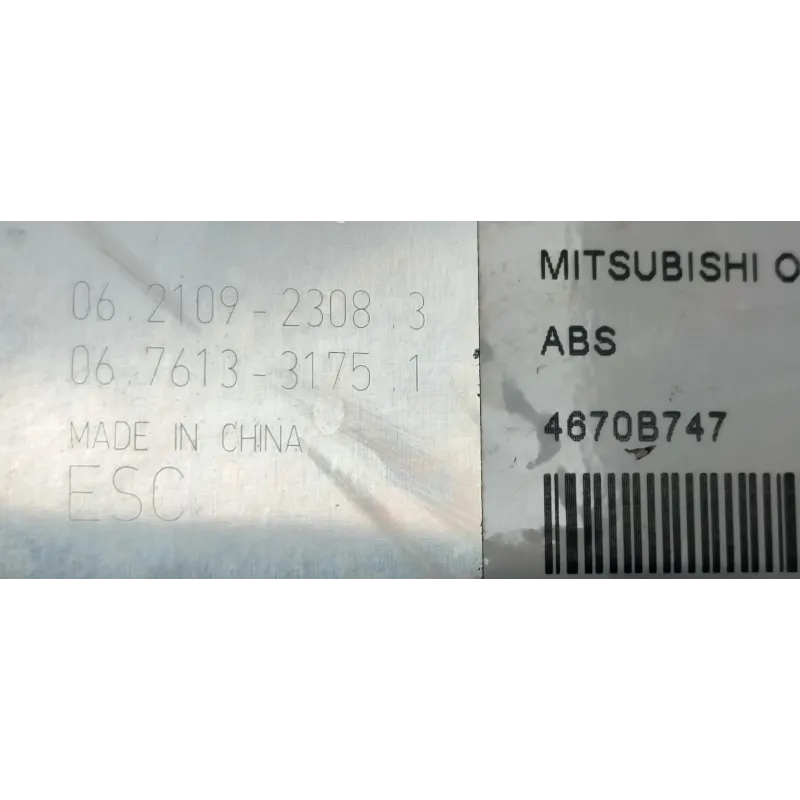 06.2109-2308.3
06.7613-3175.1
MADE IN CHINA
ESC
MITSUBISHI O
ABS
4670B747